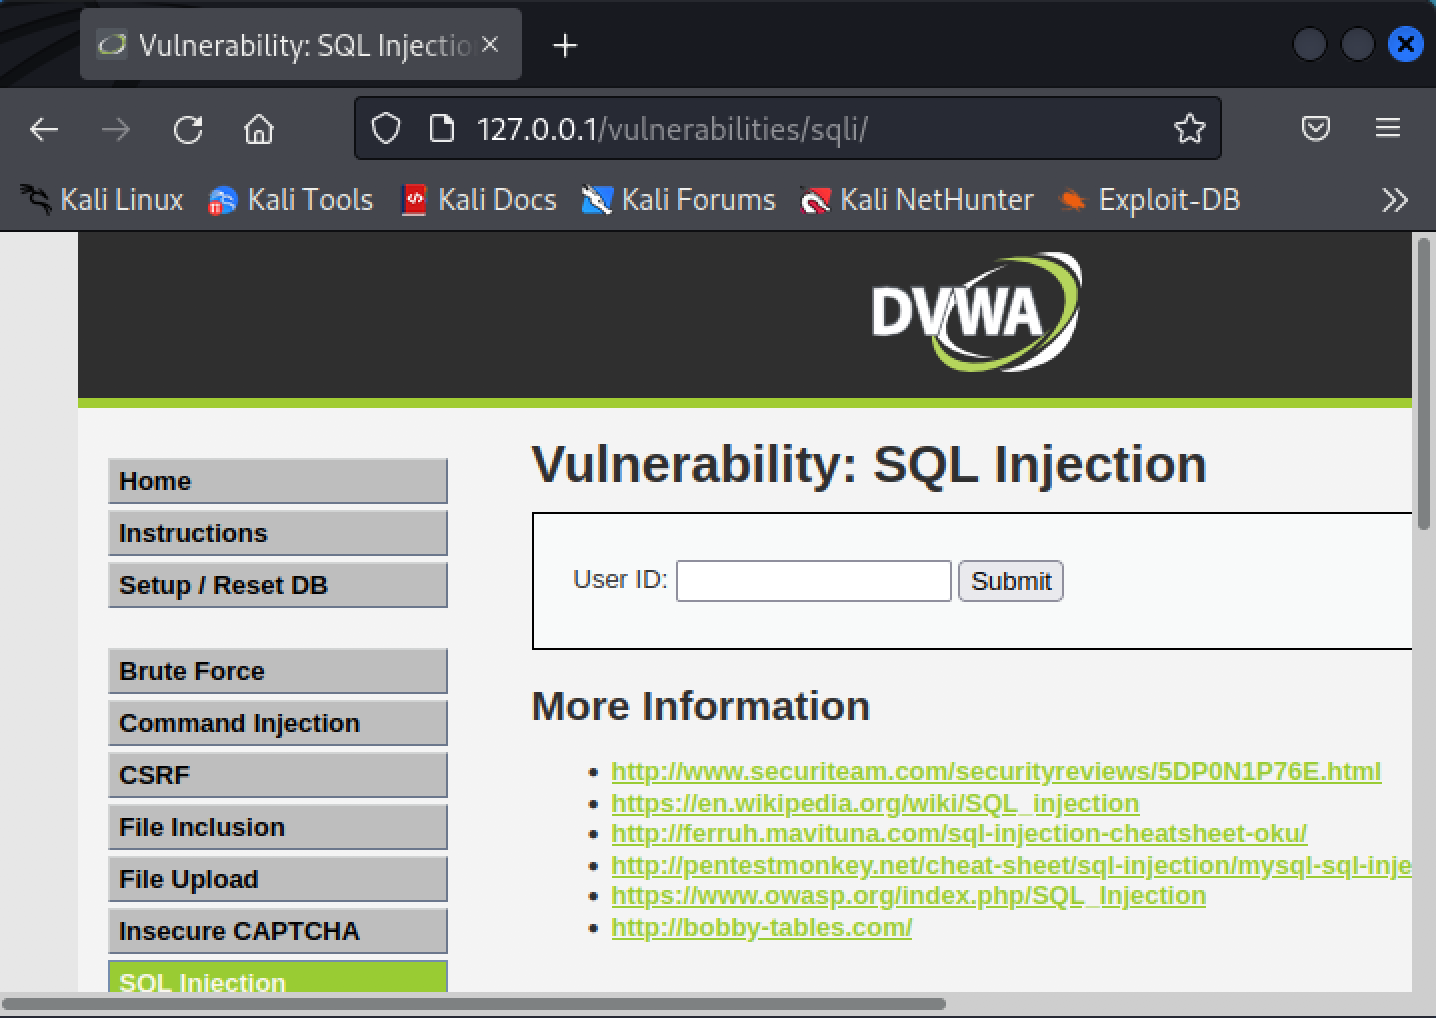 Vulnerability: SQL Injectio
127.0.0.1/vulnerabilities/sqli/
Kali Linux Kali Tools Kali Docs Kali Forums Kali NetHunter Exploit-DB
DVWA
Home
Instructions
Setup / Reset DB
Brute Force
Command Injection
CSRF
File Inclusion
File Upload
Insecure CAPTCHA
SQL Injection
Vulnerability: SQL Injection
User ID: Submit
More Information
http://www.securiteam.com/securityreviews/5DP0N1P76E.html
https://en.wikipedia.org/wiki/SQL_injection
http://ferruh.mavituna.com/sql-injection-cheatsheet-oku/
http://pentestmonkey.net/cheat-sheet/sql-injection/mysql-sql-inje
https://www.owasp.org/index.php/SQL_Injection
http://bobby-tables.com/